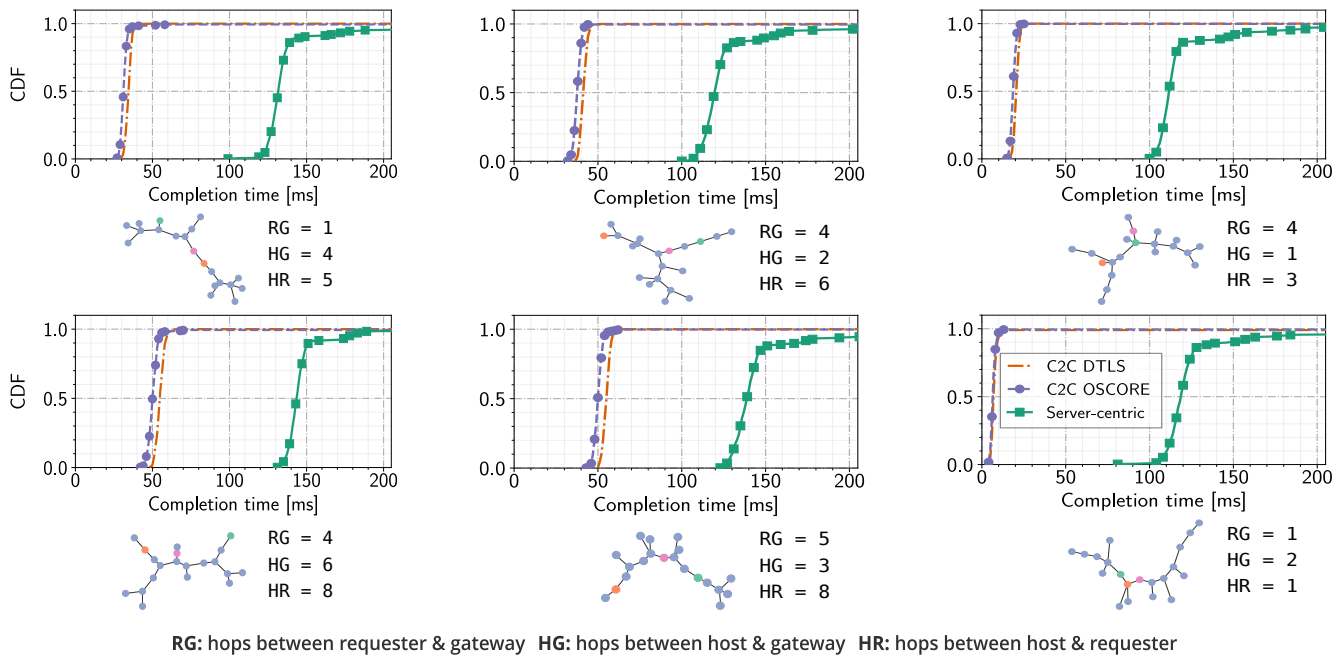 CDF
1.0
0.5
0.0
0
50
100
150
200
Completion time [ms]
RG = 1
HG = 4
HR = 5
1.0
0.5
0.0
0
50
100
150
200
Completion time [ms]
RG = 4
HG = 2
HR = 6
1.0
0.5
0.0
0
50
100
150
200
Completion time [ms]
RG = 4
HG = 1
HR = 3
CDF
1.0
0.5
0.0
0
50
100
150
200
Completion time [ms]
RG = 4
HG = 6
HR = 8
1.0
0.5
0.0
0
50
100
150
200
Completion time [ms]
RG = 5
HG = 3
HR = 8
1.0
0.5
0.0
C2C DTLS
C2C OSCORE
Server-centric
0
50
100
150
200
Completion time [ms]
RG = 1
HG = 2
HR = 1
RG: hops between requester & gateway HG: hops between host & gateway HR: hops between host & requester